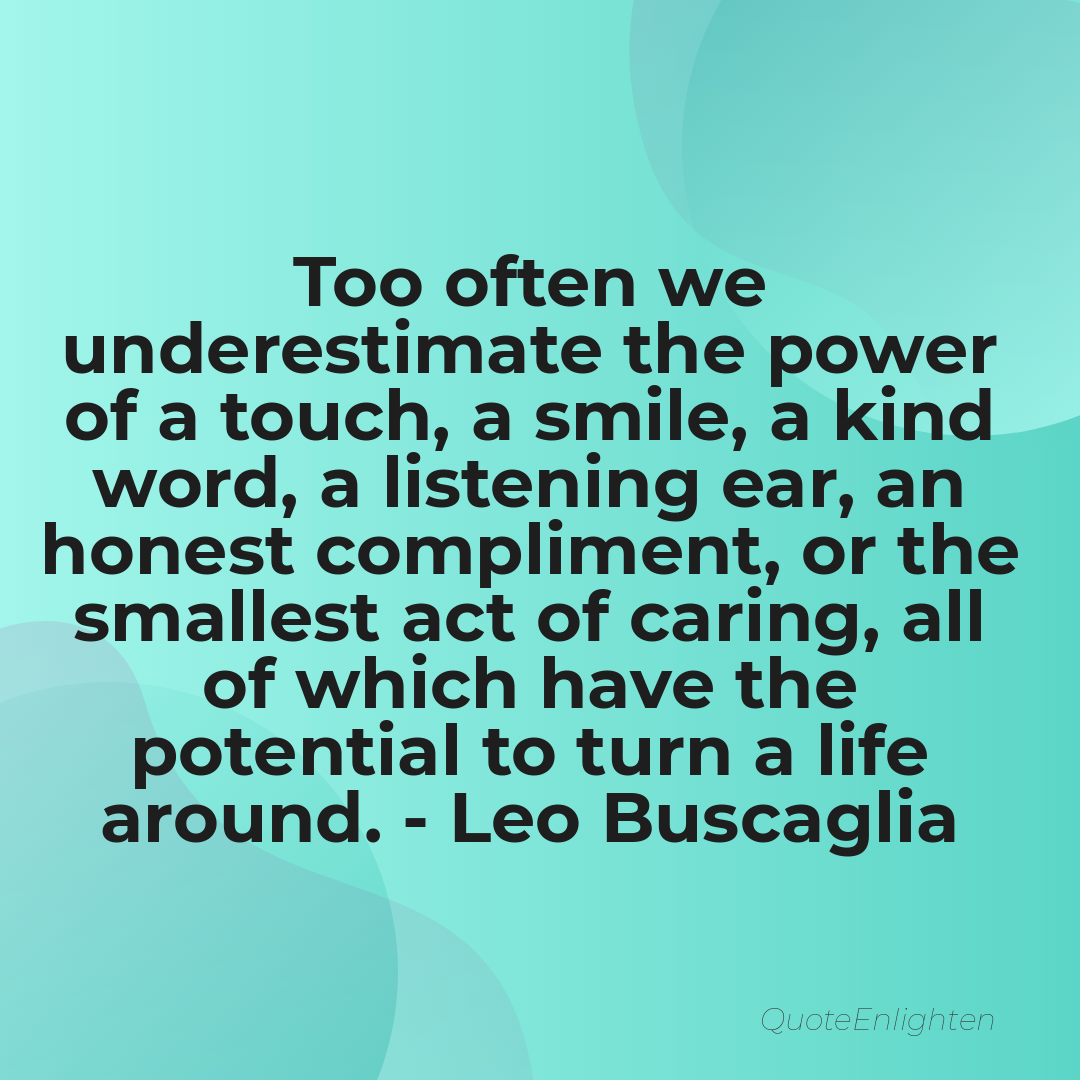 Too often we
underestimate the power
of a touch, a smile, a kind
word, a listening ear, an
honest compliment, or the
smallest act of caring, all
of which have the
potential to turn a life
around. - Leo Buscaglia
QuoteEnlighten